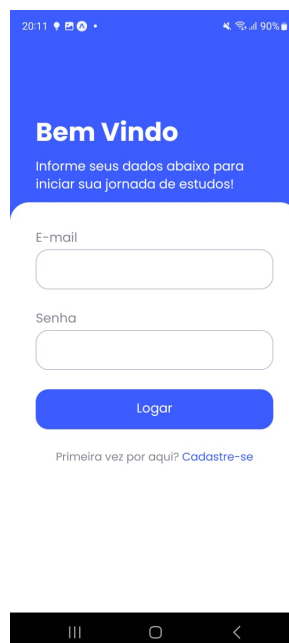 20:11
90%
Bem Vindo
Informe seus dados abaixo para
iniciar sua jornada de estudos!
E-mail
Senha
Logar
Primeira vez por aqui? Cadastre-se